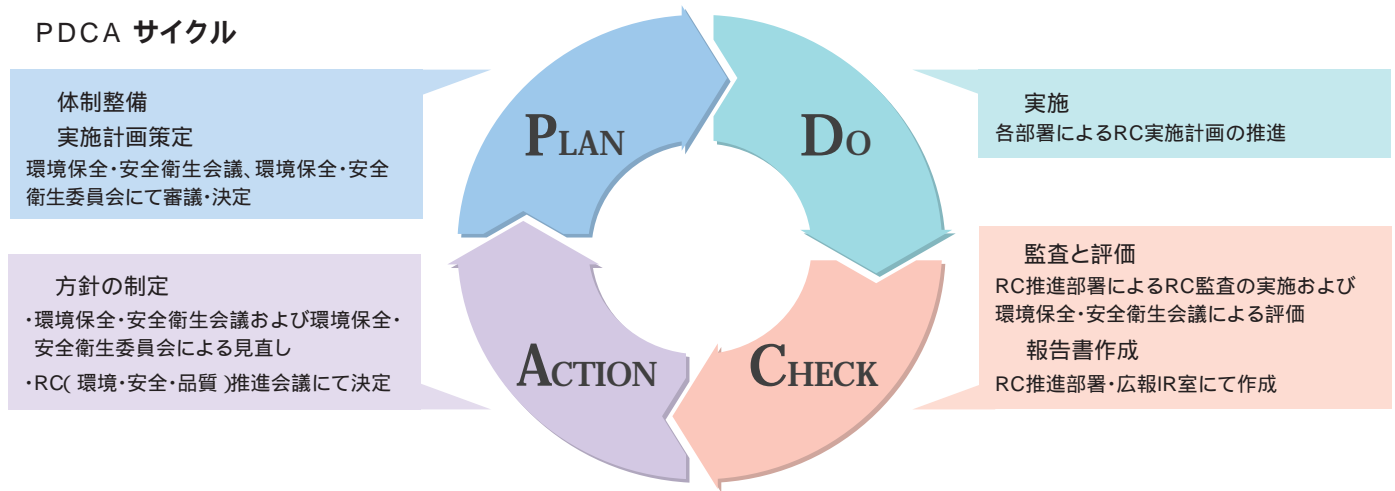 PDCA サイクル
体制整備
実施計画策定
環境保全・安全衛生会議、環境保全・安全
衛生委員会にて審議・決定
PLAN
DO
実施
各部署によるRC実施計画の推進
方針の制定
・環境保全・安全衛生会議および環境保全・
安全衛生委員会による見直し
・RC( 環境・安全・品質 )推進会議にて決定
ACTION
CHECK
監査と評価
RC推進部署によるRC監査の実施および
環境保全・安全衛生会議による評価
報告書作成
RC推進部署・広報IR室にて作成